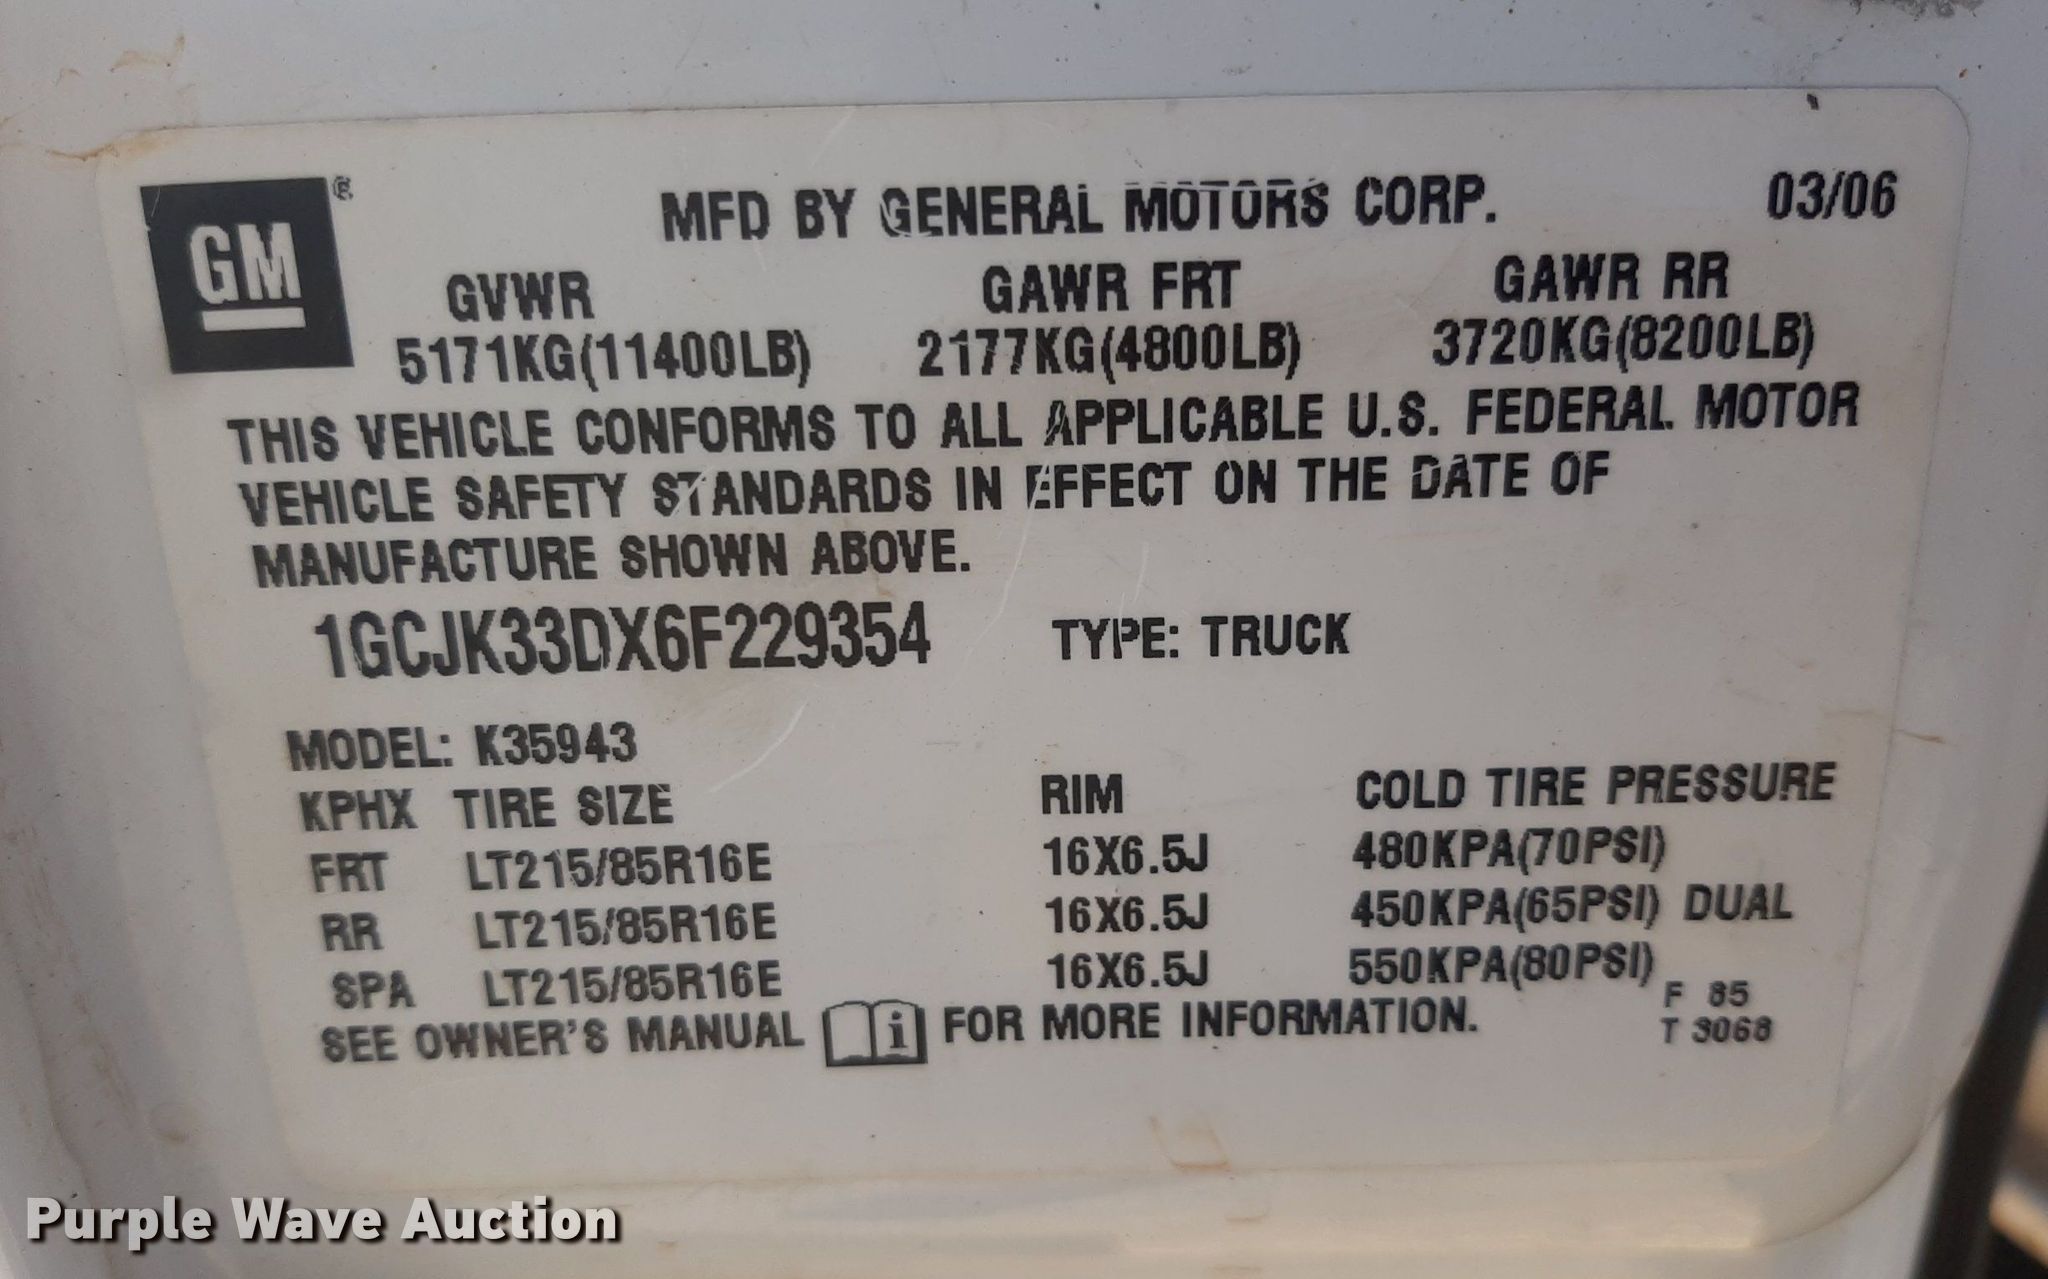 GM ®
MFD BY GENERAL MOTORS CORP. 03/06
GVWR GAWR FRT GAWR RR
5171KG(11400LB) 2177KG(4800LB) 3720KG(8200LB)
THIS VEHICLE CONFORMS TO ALL APPLICABLE U.S. FEDERAL MOTOR
VEHICLE SAFETY STANDARDS IN EFFECT ON THE DATE OF
MANUFACTURE SHOWN ABOVE.
1GCJK33DX6F229354 TYPE: TRUCK
MODEL: K35943
KPHX TIRE SIZE RIM COLD TIRE PRESSURE
FRT LT215/85R16E 16X6.5J 480KPA(70PSI)
RR LT215/85R16E 16X6.5J 450KPA(65PSI) DUAL
SPA LT215/85R16E 16X6.5J 550KPA(80PSI)
SEE OWNER'S MANUAL i FOR MORE INFORMATION.
F 85
T 3068
Purple Wave Auction